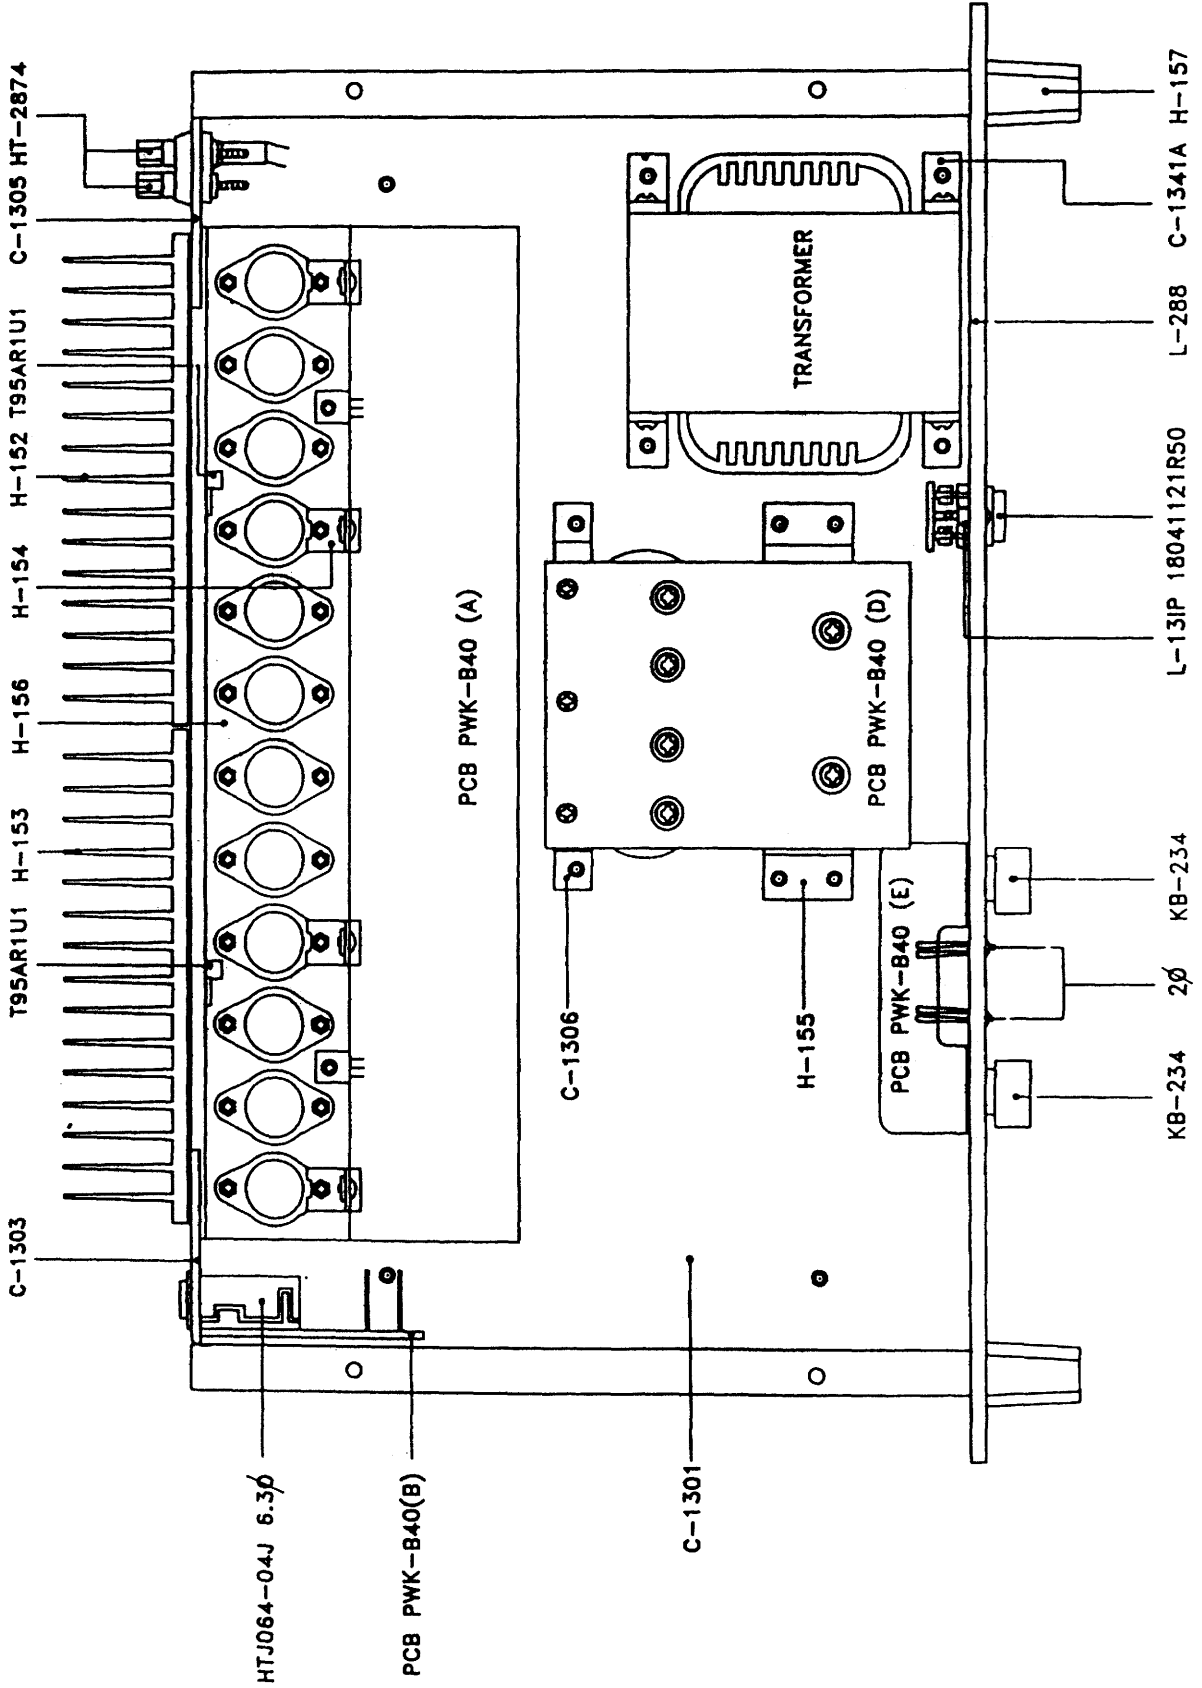 C-1303
T95AR1U1
H-153
H-156
H-154
H-152
T95AR1U1
C-1305
HT-2874
HTJ064-04J 6.3Ø
PCB PWK-B40(B)
PCB PWK-B40 (A)
C-1306
C-1301
H-155
PCB PWK-B40 (D)
TRANSFORMER
PCB PWK-B40 (E)
KB-234
2Ø
KB-234
L-13IP
18041121R50
L-288
C-1341A
H-157